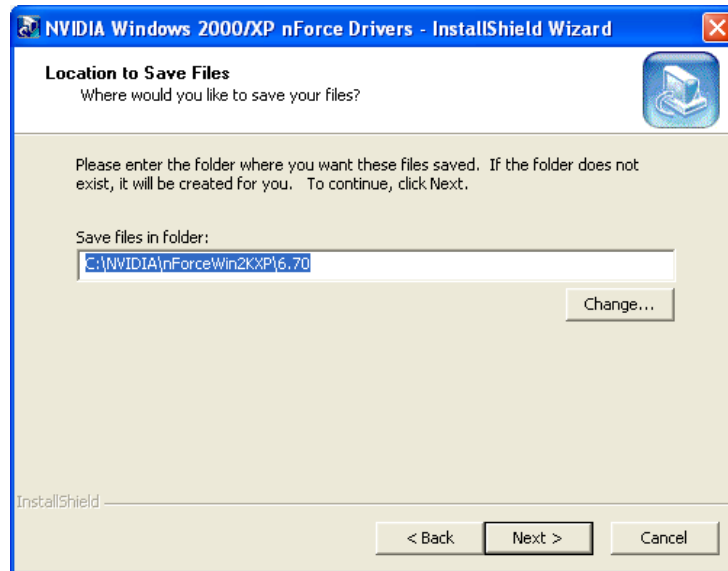 NVIDIA Windows 2000/XP nForce Drivers - InstallShield Wizard
Location to Save Files
Where would you like to save your files?
Please enter the folder where you want these files saved.  If the folder does not
exist, it will be created for you.   To continue, click Next.
Save files in folder:
C:\NVIDIA\nForceWin2KXP\6.70
Change...
InstallShield
< Back
Next >
Cancel